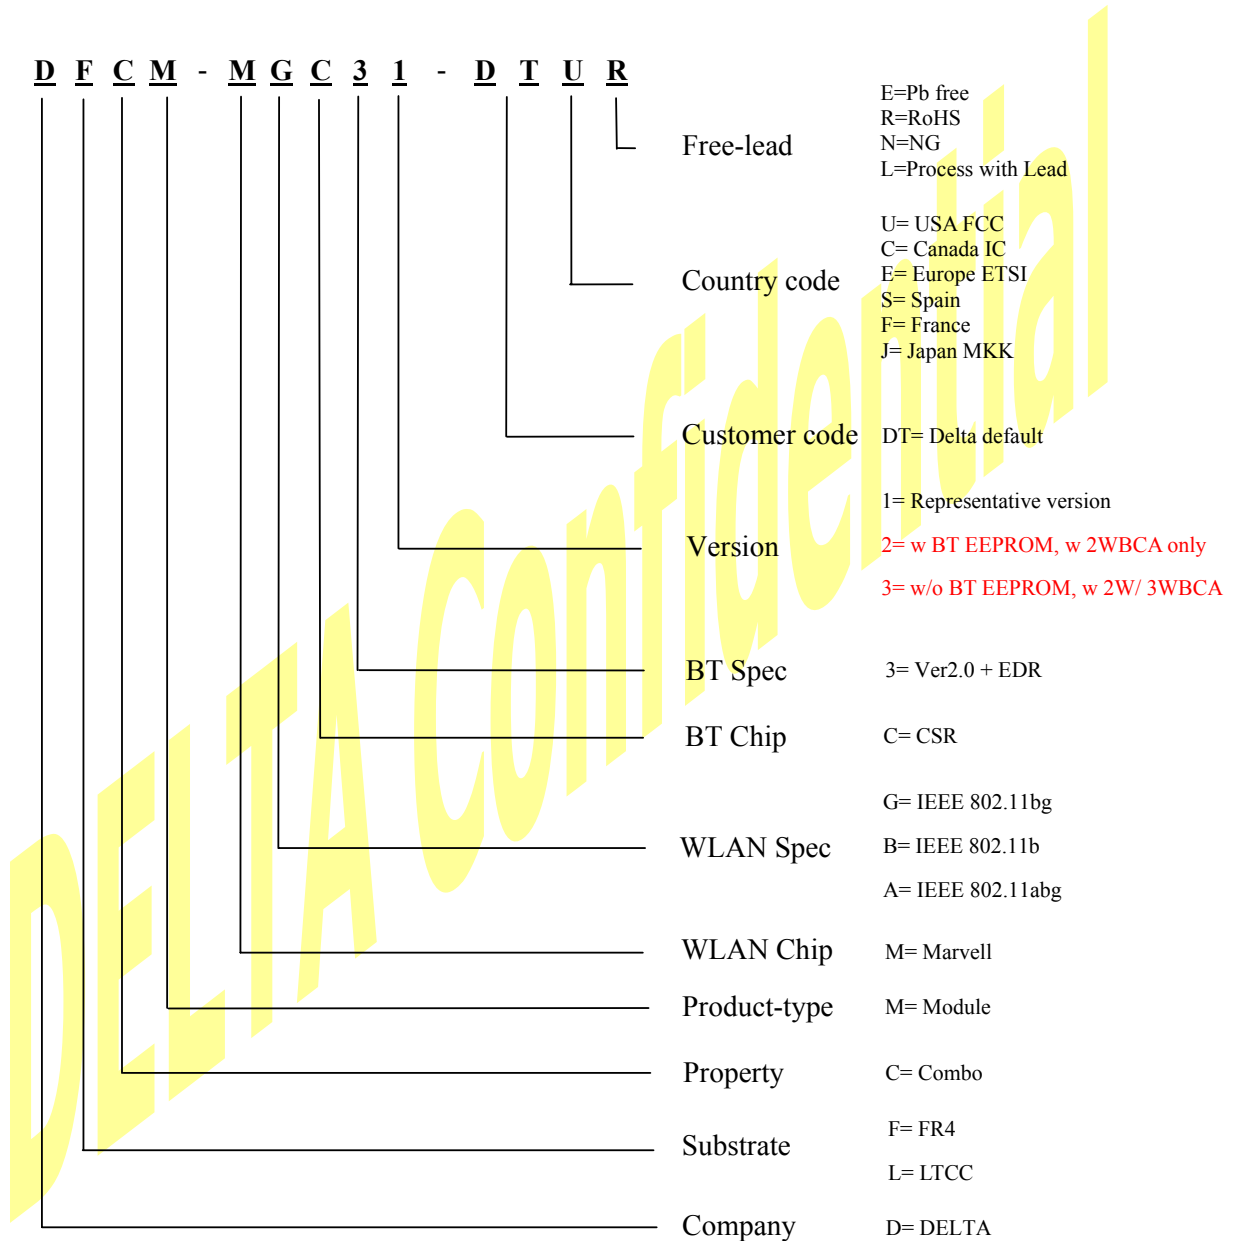 D F C M - M G C 3 1 - D T U R
Free-lead
E=Pb free
R=RoHS
N=NG
L=Process with Lead
Country code
U= USA FCC
C= Canada IC
E= Europe ETSI
S= Spain
F= France
J= Japan MKK
Customer code
DT= Delta default
Version
1= Representative version
2= w BT EEPROM, w 2WBCA only
3= w/o BT EEPROM, w 2W/ 3WBCA
BT Spec
3= Ver2.0 + EDR
BT Chip
C= CSR
WLAN Spec
G= IEEE 802.11bg
B= IEEE 802.11b
A= IEEE 802.11abg
WLAN Chip
M= Marvell
Product-type
M= Module
Property
C= Combo
Substrate
F= FR4
L= LTCC
Company
D= DELTA
DELTA Confidential